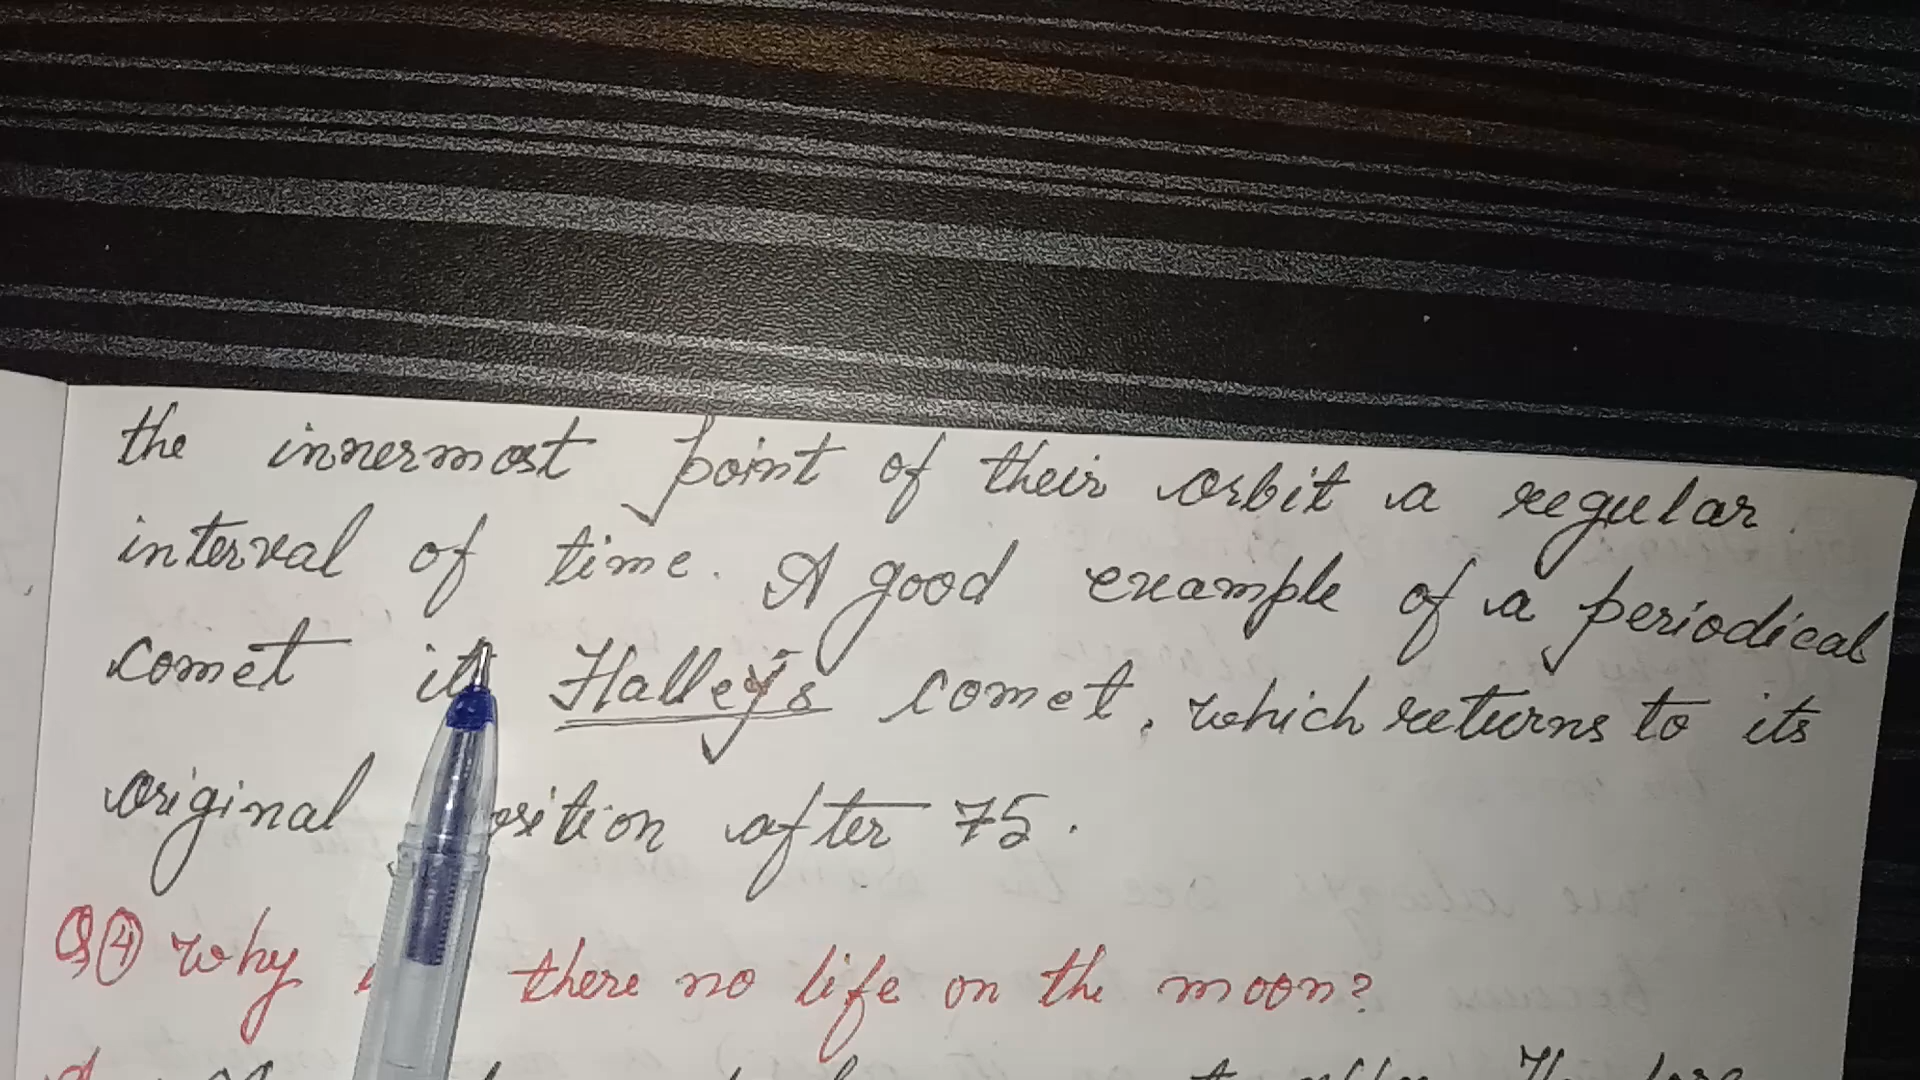 the innermost point of their orbit a regular
interval of time. A good example of a periodical
comet it Halley's comet, which returns to its
original position after 75.
Q④ why there no life on the moon?